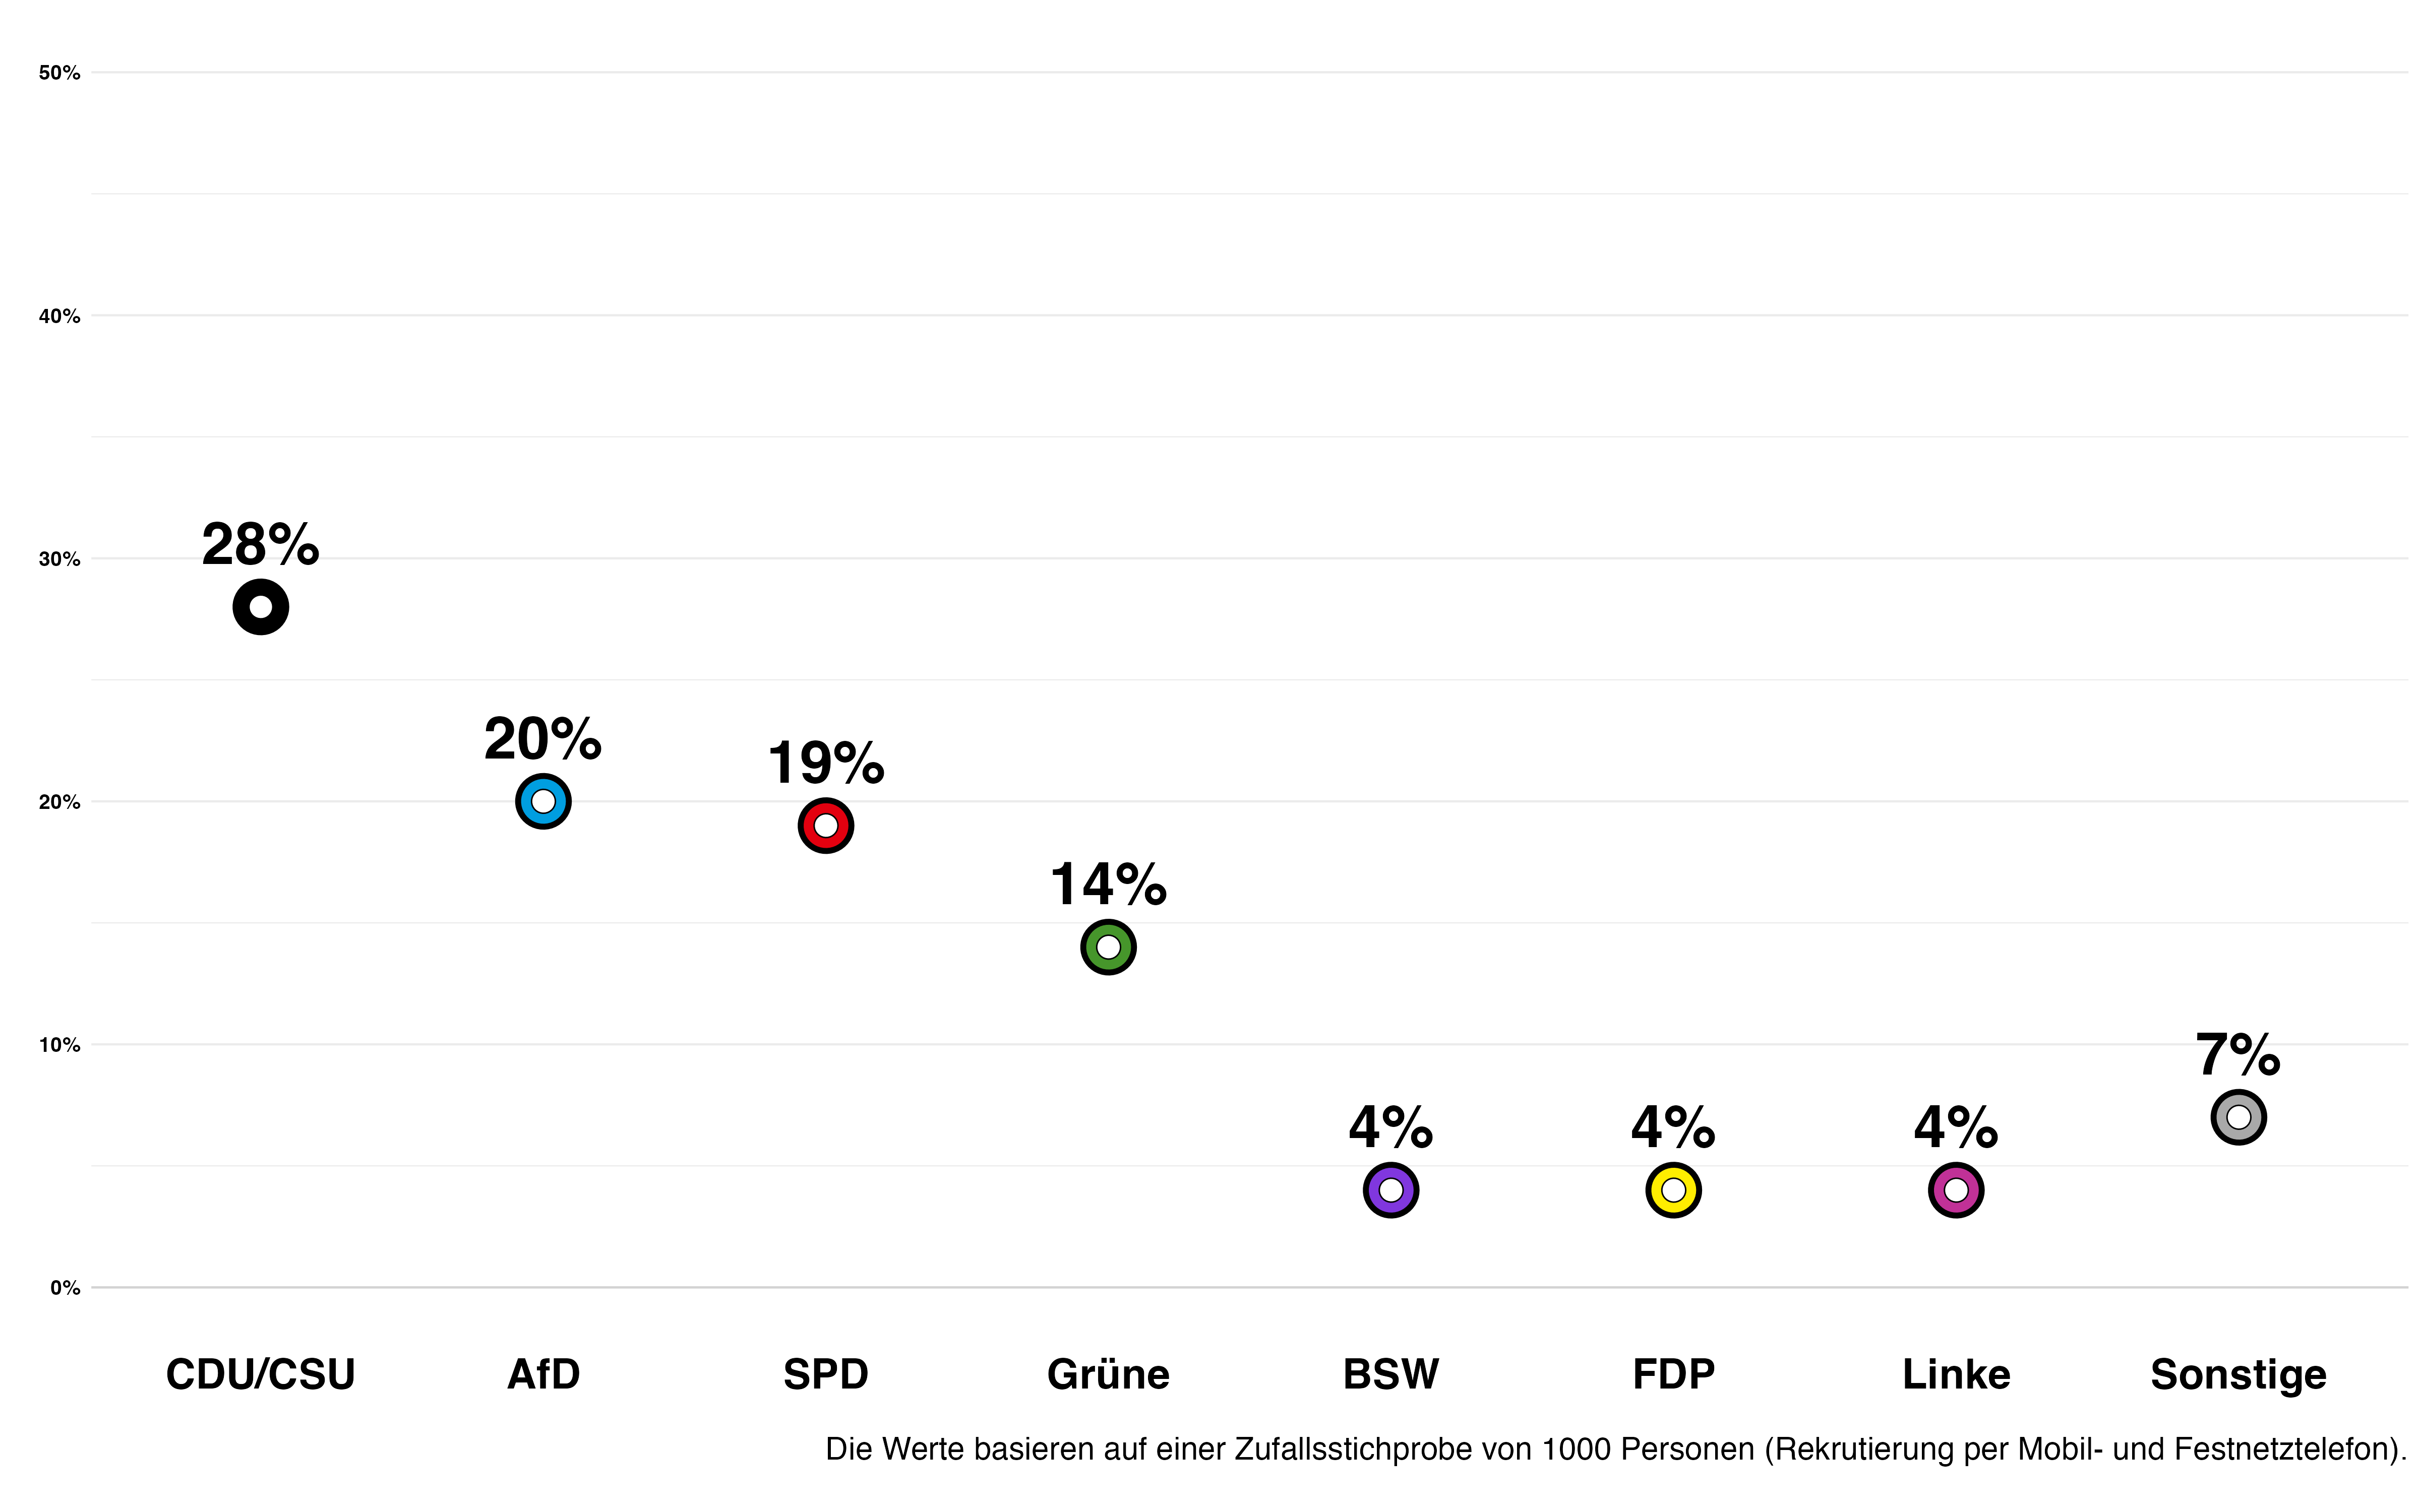 50%
40%
30%
20%
10%
0%
28%
20%
19%
14%
4%
4%
4%
7%
CDU/CSU
AfD
SPD
Grüne
BSW
FDP
Linke
Sonstige
Die Werte basieren auf einer Zufallsstichprobe von 1000 Personen (Rekrutierung per Mobil- und Festnetztelefon).